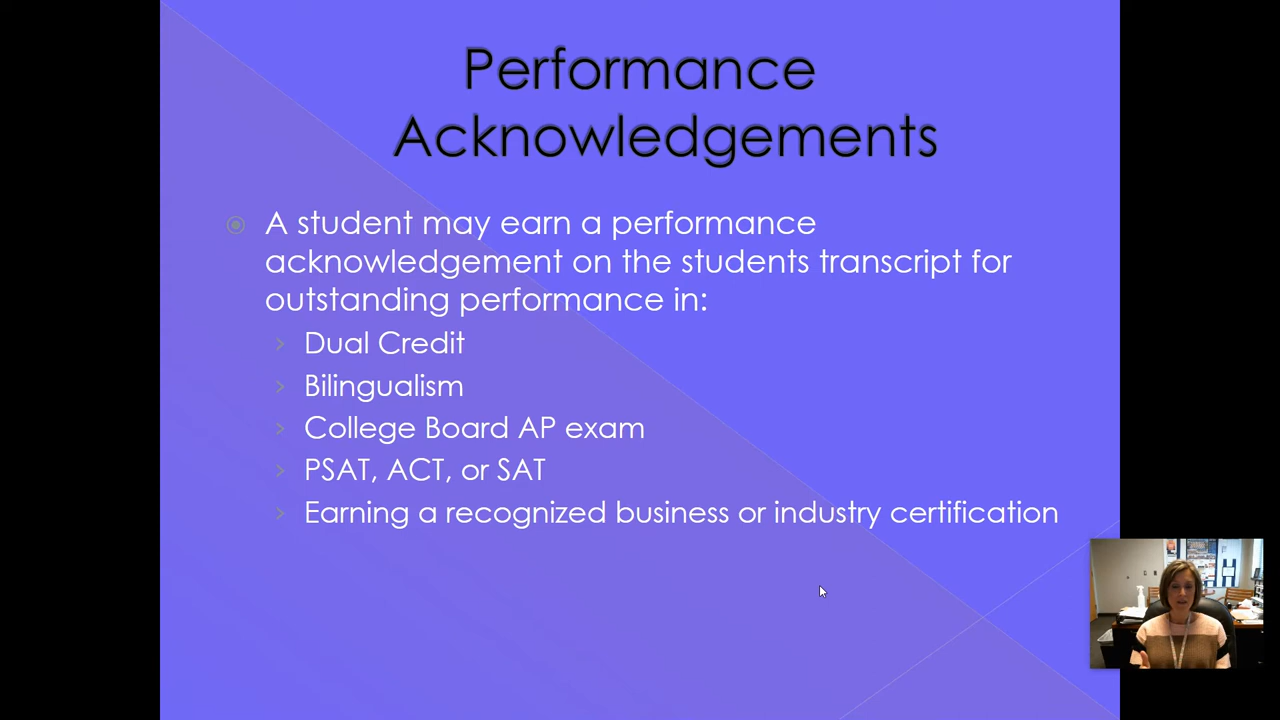 Performance
Acknowledgements
A student may earn a performance
acknowledgement on the students transcript for
outstanding performance in:
Dual Credit
Bilingualism
College Board AP exam
PSAT, ACT, or SAT
Earning a recognized business or industry certification